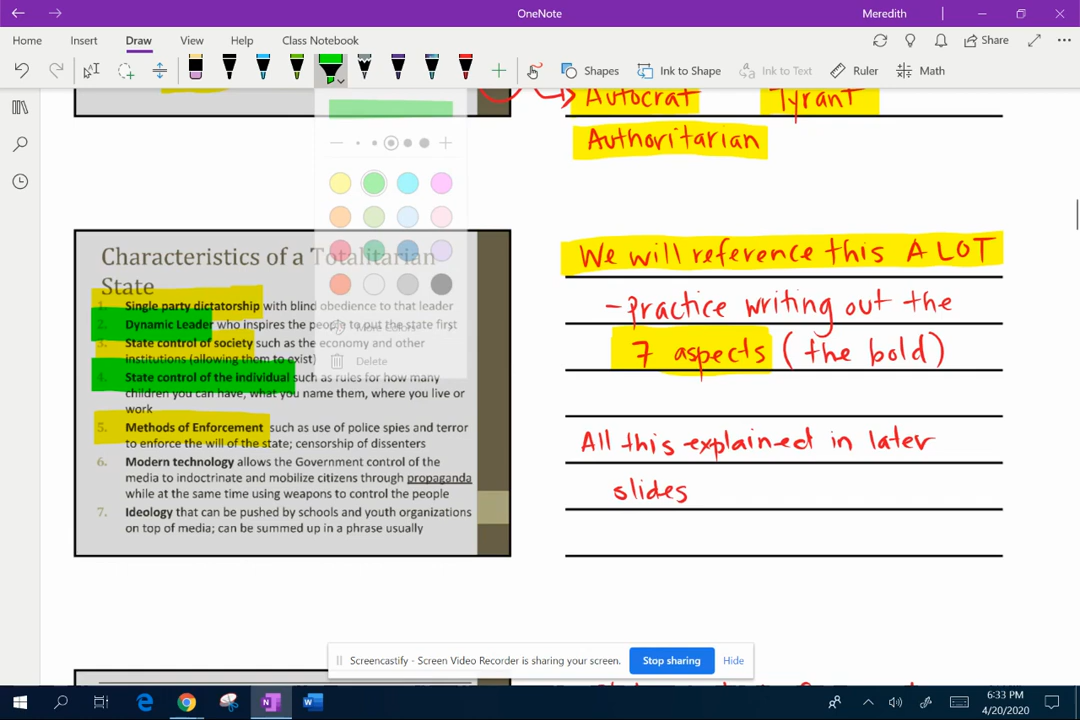 OneNote
Meredith
Home Insert Draw View Help Class Notebook
Share
Shapes Ink to Shape Ink to Text Ruler Math
Autocrat Tyrant
Authoritarian
More Colors
Delete
Characteristics of a Totalitarian
State
1. Single party dictatorship with blind obedience to that leader
2. Dynamic Leader who inspires the people to put the state first
3. State control of society such as the economy and other
institutions (allowing them to exist)
4. State control of the individual such as rules for how many
children you can have, what you name them, where you live or
work
5. Methods of Enforcement such as use of police spies and terror
to enforce the will of the state; censorship of dissenters
6. Modern technology allows the Government control of the
media to indoctrinate and mobilize citizens through propaganda
while at the same time using weapons to control the people
7. Ideology that can be pushed by schools and youth organizations
on top of media; can be summed up in a phrase usually
We will reference this A LOT
- practice writing out the
7 aspects (the bold)
All this explained in later
slides
Screencastify - Screen Video Recorder is sharing your screen. Stop sharing Hide
6:33 PM
4/20/2020